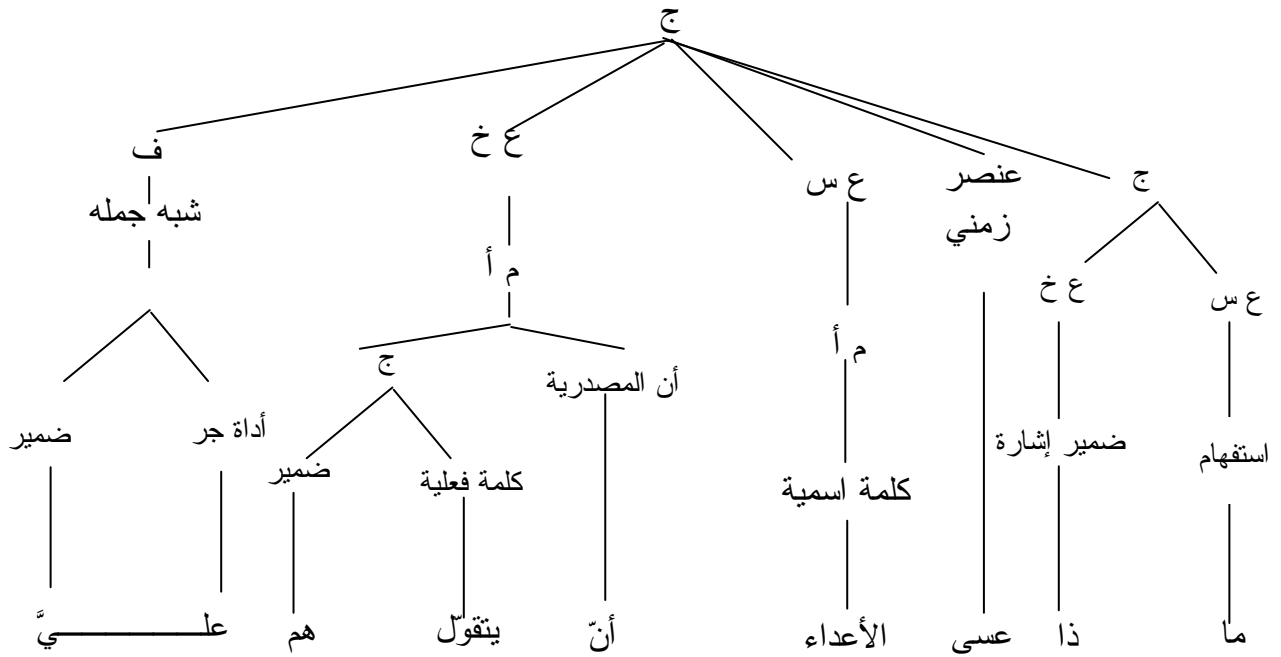 ج
ج عنصر ع س ع خ ف
زمني
شبه جمله
م أ
ع س ع خ
م أ
ج
أن المصدرية
أداة جر ضمير
استفهام ضمير إشارة
كلمة فعلية ضمير
كلمة اسمية
ما ذا عسى الأعداء أنّ يتقوّل هم علـــــــــيَّ